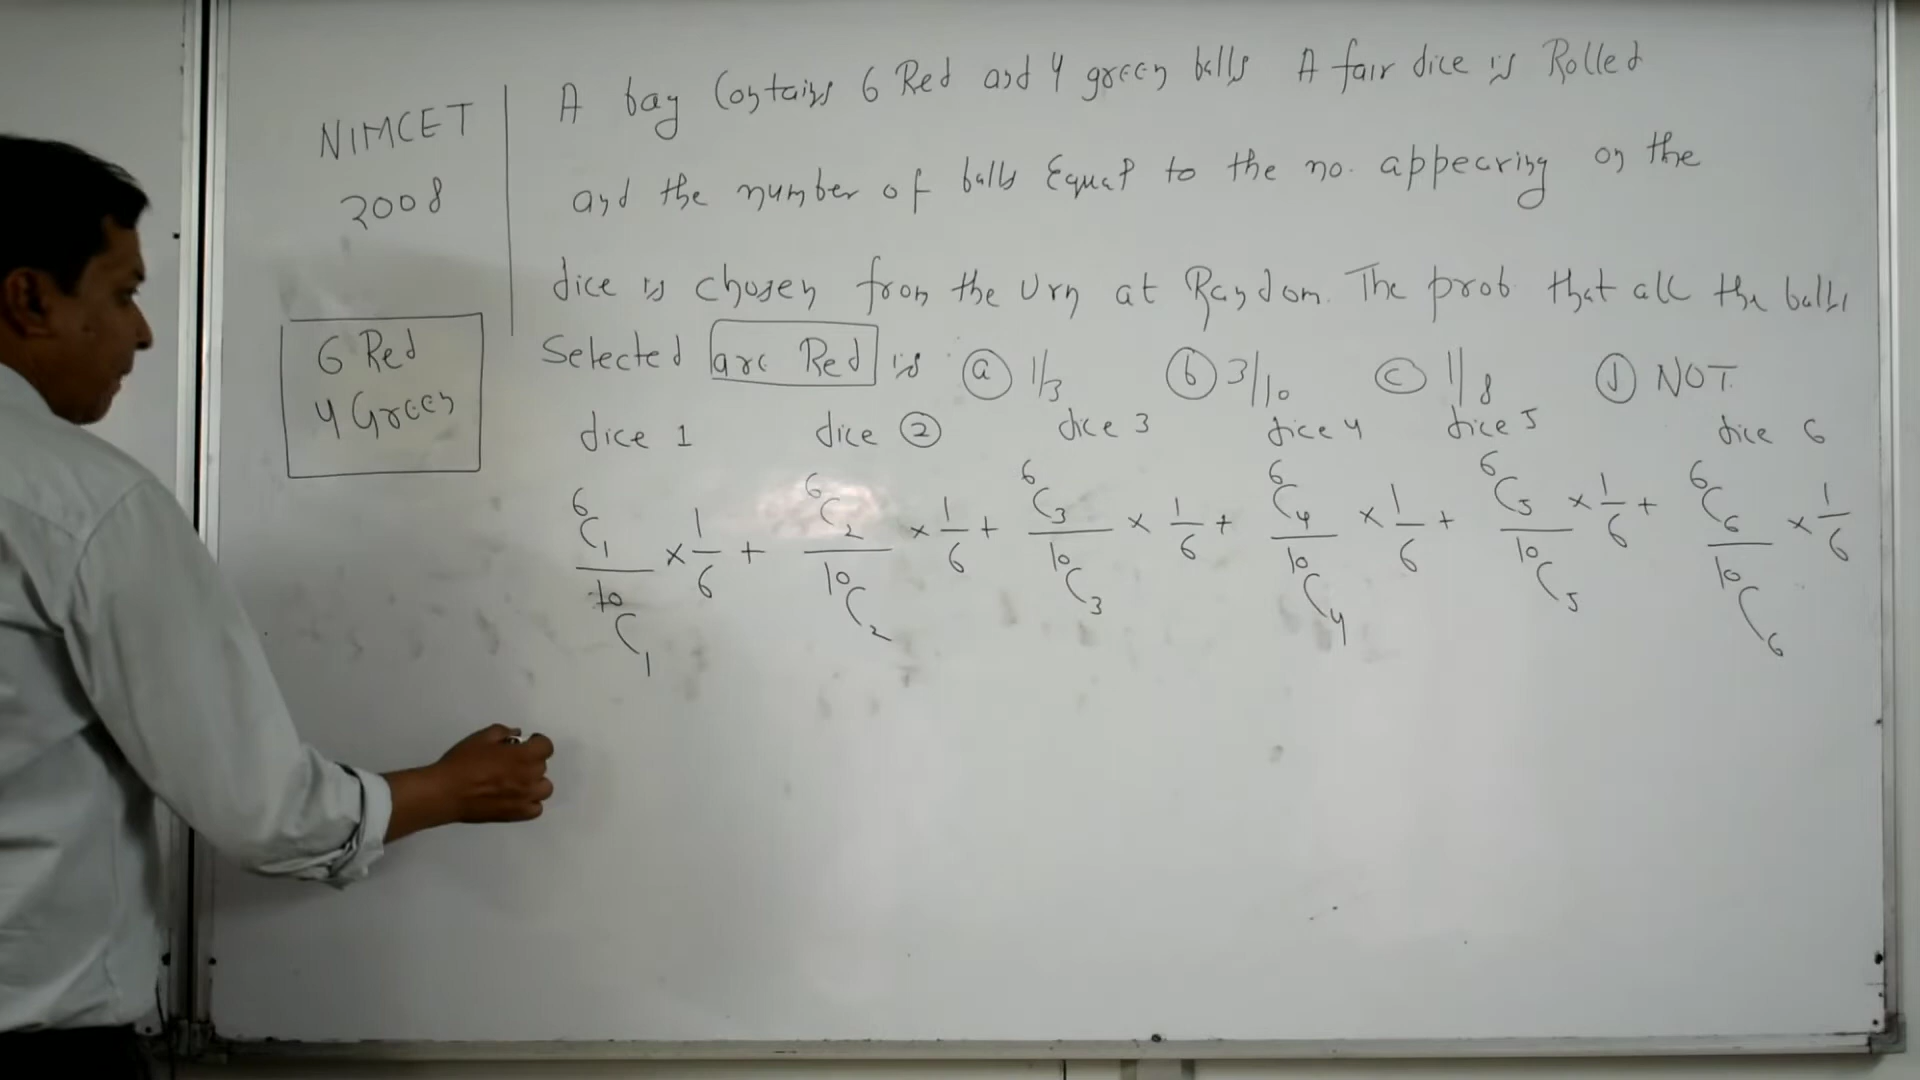 NIMCET
2008
A bag Contains 6 Red and 4 green balls A fair dice is Rolled
and the number of balls Equal to the no. appearing on the
dice is chosen from the Urn at Random. The prob that all the balls
Selected are Red is (a) 1/3 (b) 3/10 (c) 1/8 (d) NOT.
6 Red
4 Green
dice 1 dice (2) dice 3 dice 4 dice 5 dice 6
⁶C₁/¹⁰C₁ × 1/6 + ⁶C₂/¹⁰C₂ × 1/6 + ⁶C₃/¹⁰C₃ × 1/6 + ⁶C₄/¹⁰C₄ × 1/6 + ⁶C₅/¹⁰C₅ × 1/6 + ⁶C₆/¹⁰C₆ × 1/6